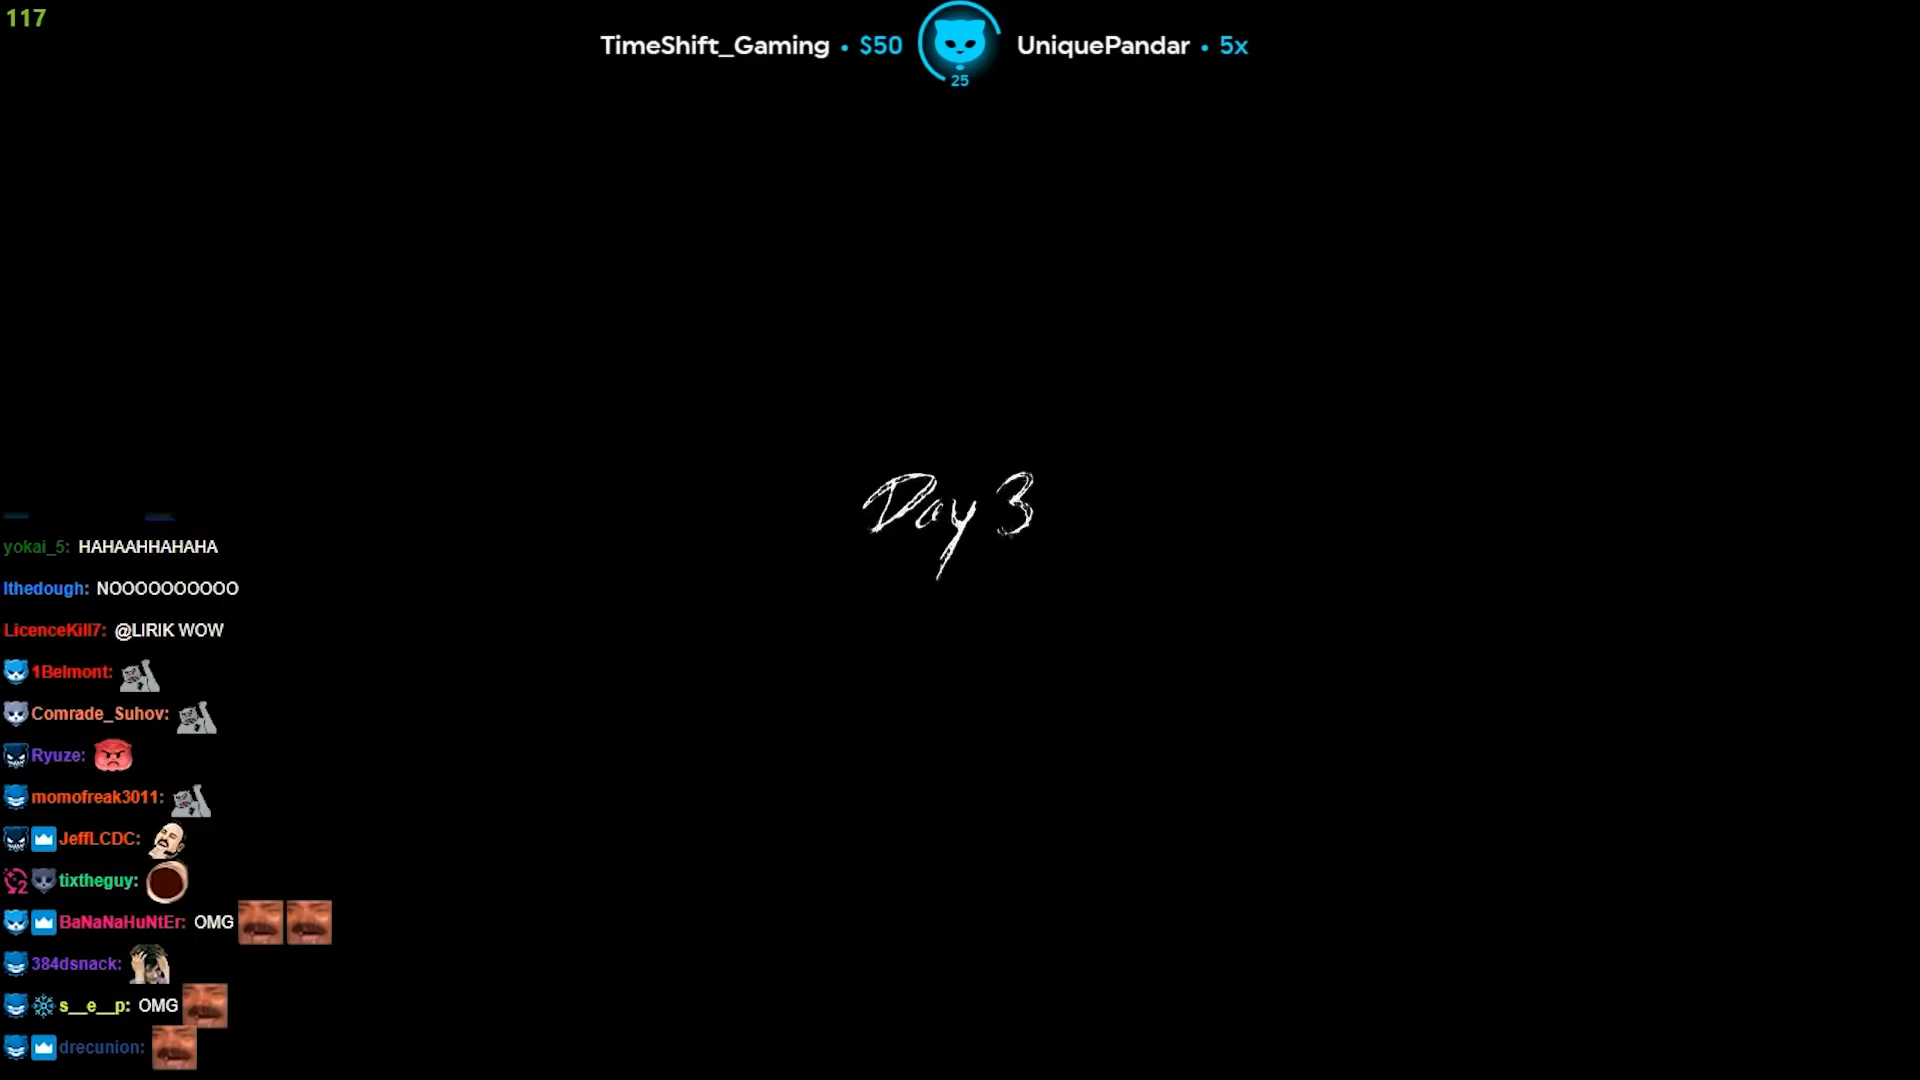 117
TimeShift_Gaming • $50 25 UniquePandar • 5x
Day 3
yokai_5: HAHAAHHAHAHA
lthedough: NOOOOOOOOOO
LicenceKill7: @LIRIK WOW
1Belmont:
Comrade_Suhov:
Ryuze:
momofreak3011:
JeffLCDC:
2 tixtheguy:
BaNaNaHuNtEr: OMG
384dsnack:
s__e__p: OMG
drecunion: